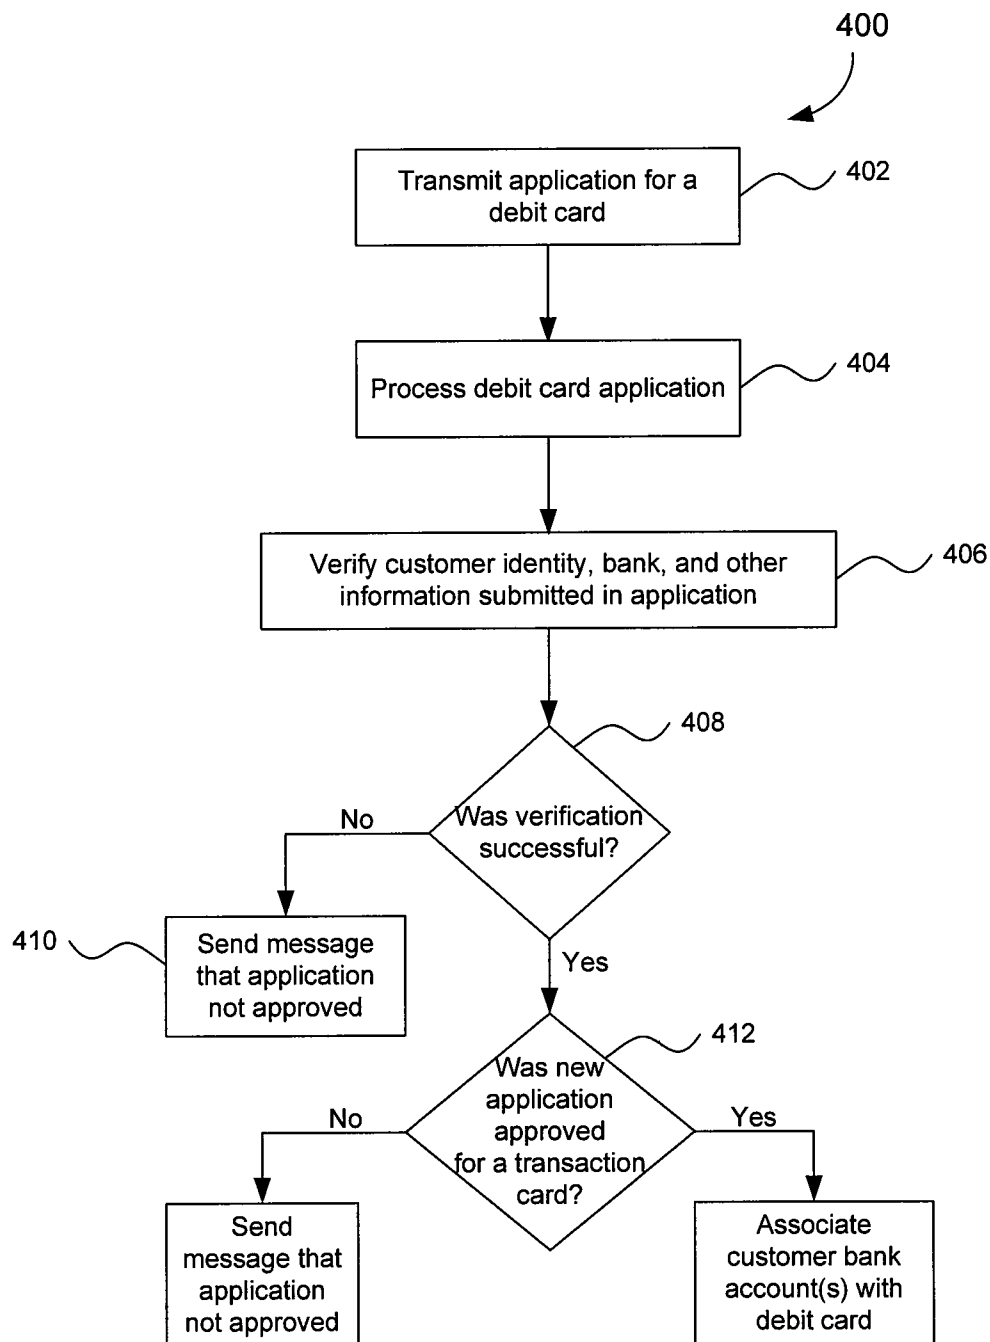 400
Transmit application for a
debit card
402
Process debit card application
404
Verify customer identity, bank, and other
information submitted in application
406
408
Was verification
successful?
No
410
Send message
that application
not approved
Yes
412
Was new
application
approved
for a transaction
card?
No
Yes
Send
message that
application
not approved
Associate
customer bank
account(s) with
debit card